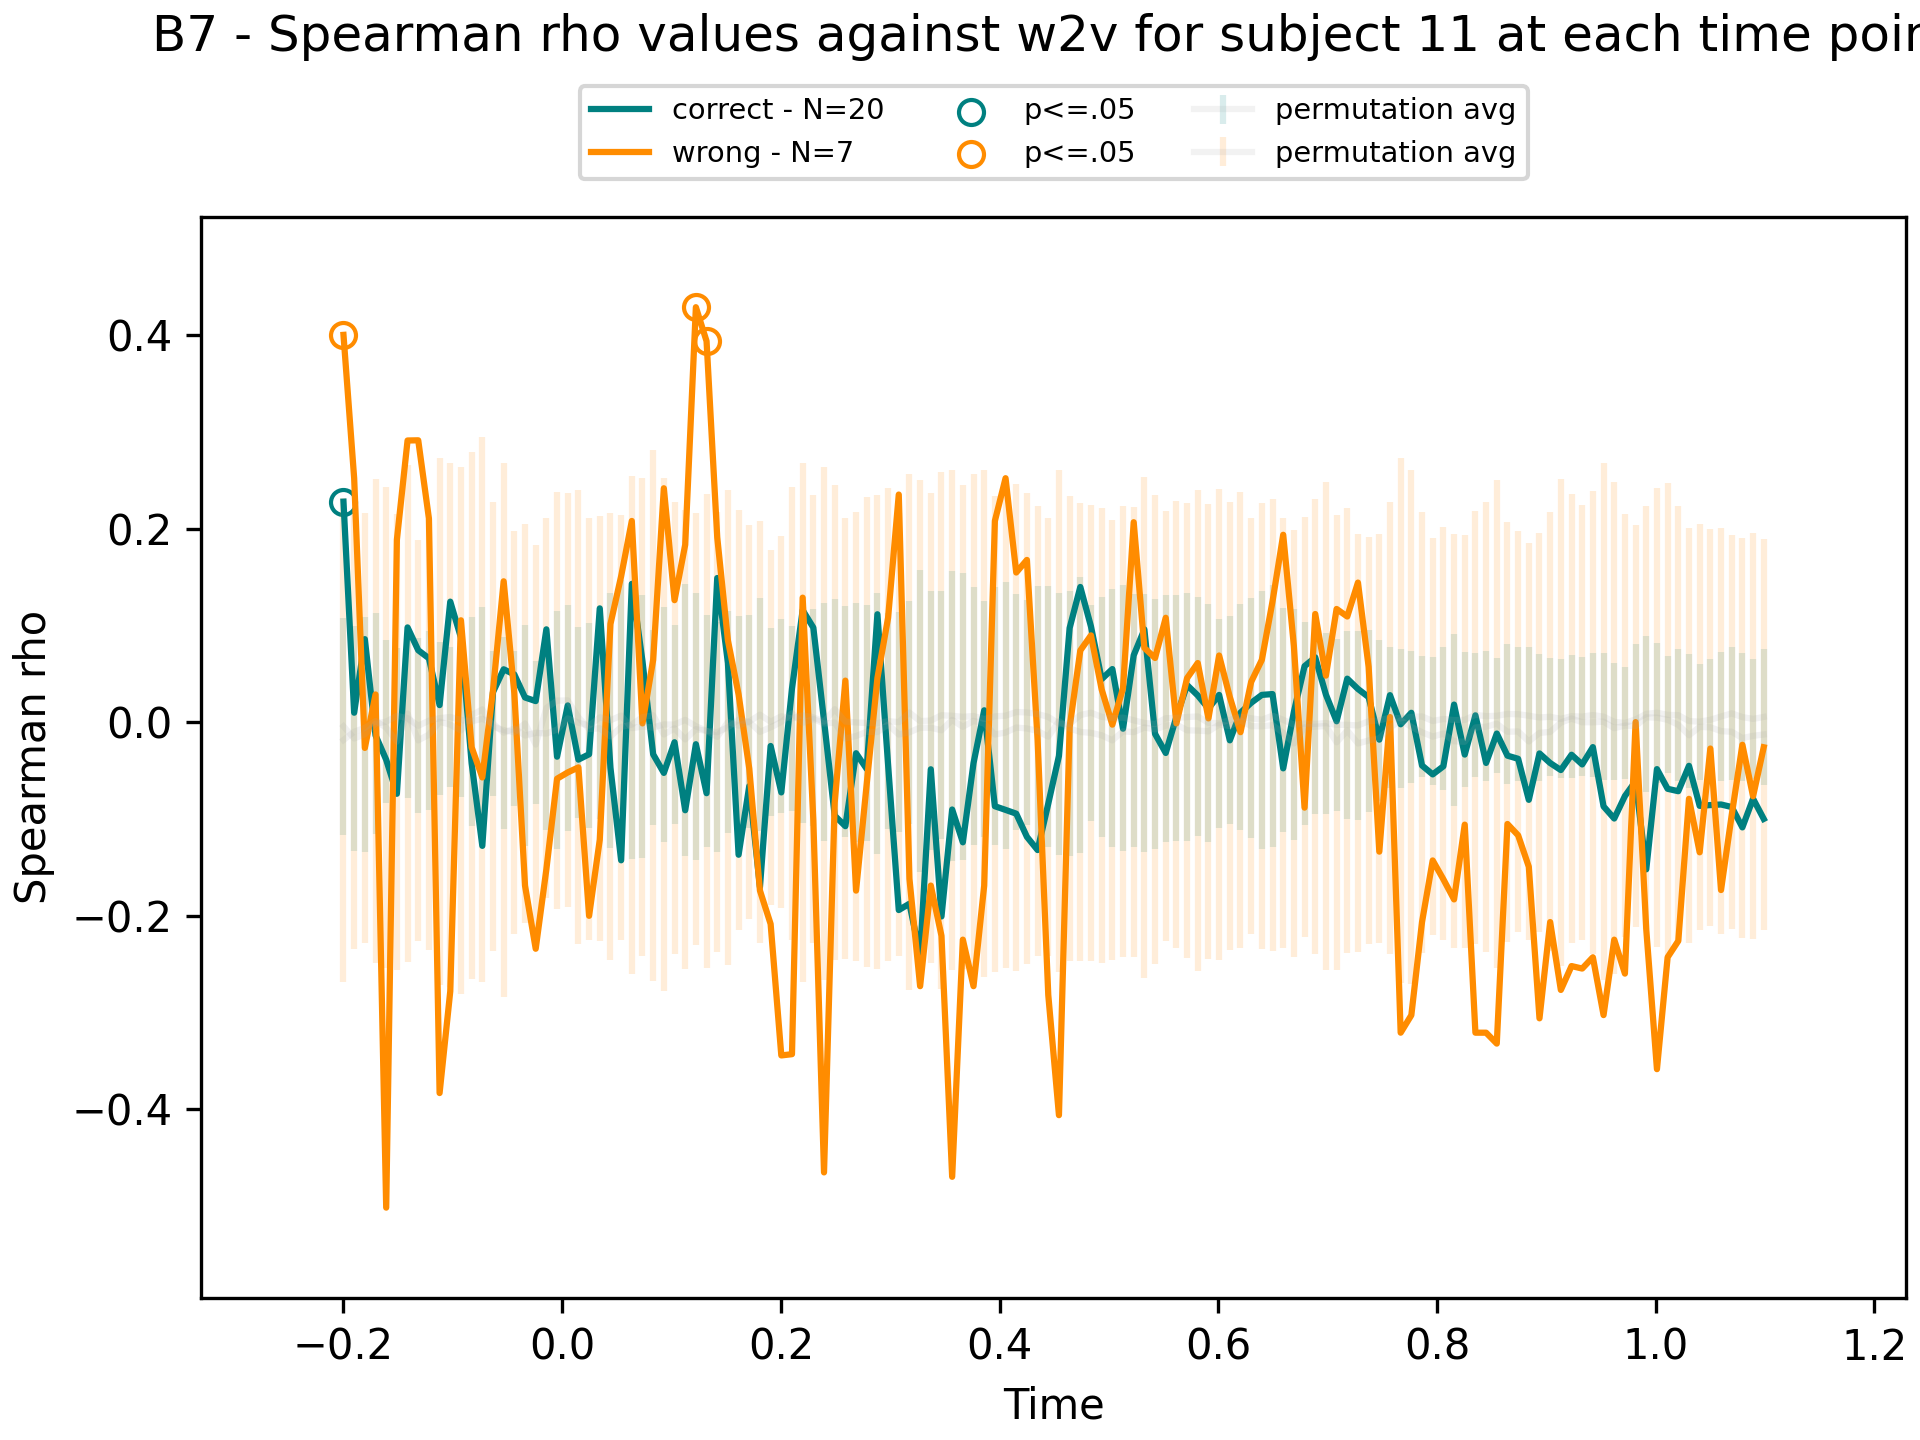 B7 - Spearman rho values against w2v for subject 11 at each time
correct - N=20 p<=.05 permutation avg
wrong - N=7 p<=.05 permutation avg
0.4
0.2
0.0
−0.2
−0.4
Spearman rho
−0.2 0.0 0.2 0.4 0.6 0.8 1.0 1.2
Time